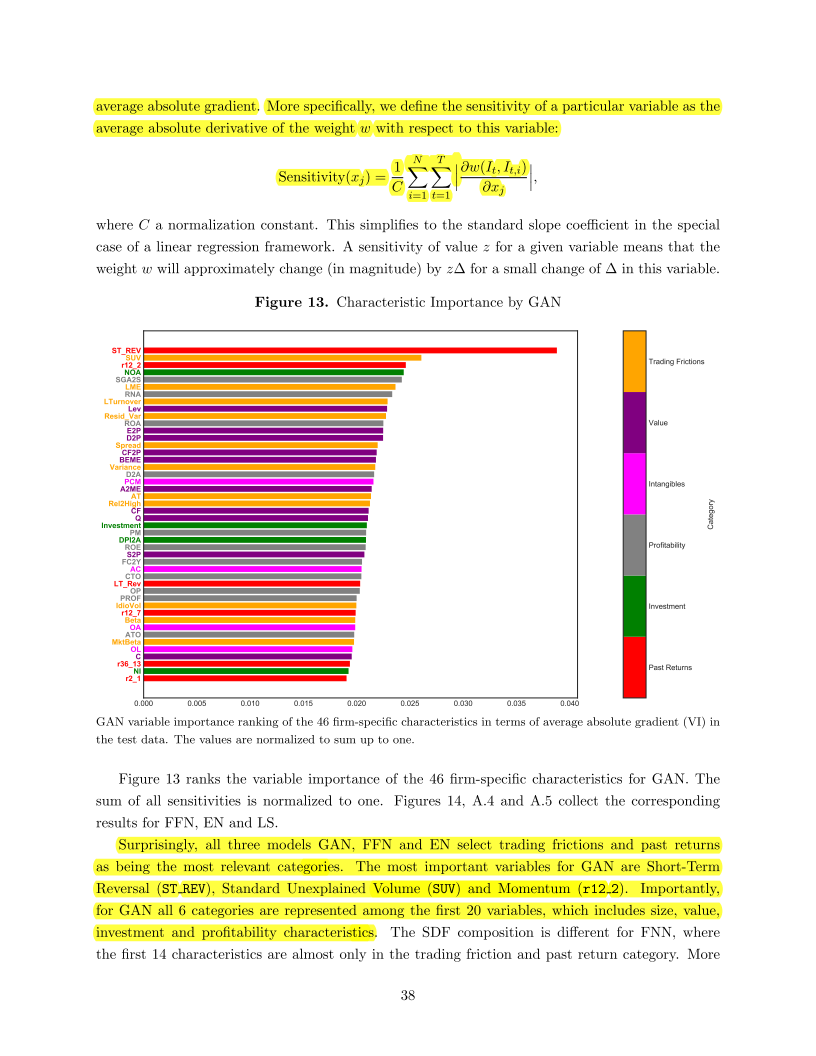 average absolute gradient. More specifically, we define the sensitivity of a particular variable as the
average absolute derivative of the weight w with respect to this variable:
Sensitivity(x_j) = \frac{1}{C} \sum_{i=1}^{N} \sum_{t=1}^{T} \left| \frac{\partial w(I_t, I_{t,i})}{\partial x_j} \right|,
where C a normalization constant. This simplifies to the standard slope coefficient in the special
case of a linear regression framework. A sensitivity of value z for a given variable means that the
weight w will approximately change (in magnitude) by zΔ for a small change of Δ in this variable.
Figure 13. Characteristic Importance by GAN
ST_REV
SUV
r12_2
NOA
SGA2S
LME
RNA
LTurnover
Lev
Resid_Var
ROA
E2P
D2P
Spread
CF2P
BEME
Variance
D2A
PCM
A2ME
AT
Rel2High
CF
Q
Investment
PM
DPI2A
ROE
S2P
FC2Y
AC
CTO
LT_Rev
OP
PROF
IdioVol
r12_7
Beta
OA
ATO
MktBeta
OL
C
r36_13
NI
r2_1
0.000 0.005 0.010 0.015 0.020 0.025 0.030 0.035 0.040
Trading Frictions
Value
Intangibles
Profitability
Investment
Past Returns
Category
GAN variable importance ranking of the 46 firm-specific characteristics in terms of average absolute gradient (VI) in
the test data. The values are normalized to sum up to one.
Figure 13 ranks the variable importance of the 46 firm-specific characteristics for GAN. The
sum of all sensitivities is normalized to one. Figures 14, A.4 and A.5 collect the corresponding
results for FFN, EN and LS.
Surprisingly, all three models GAN, FFN and EN select trading frictions and past returns
as being the most relevant categories. The most important variables for GAN are Short-Term
Reversal (ST_REV), Standard Unexplained Volume (SUV) and Momentum (r12_2). Importantly,
for GAN all 6 categories are represented among the first 20 variables, which includes size, value,
investment and profitability characteristics. The SDF composition is different for FNN, where
the first 14 characteristics are almost only in the trading friction and past return category. More
38